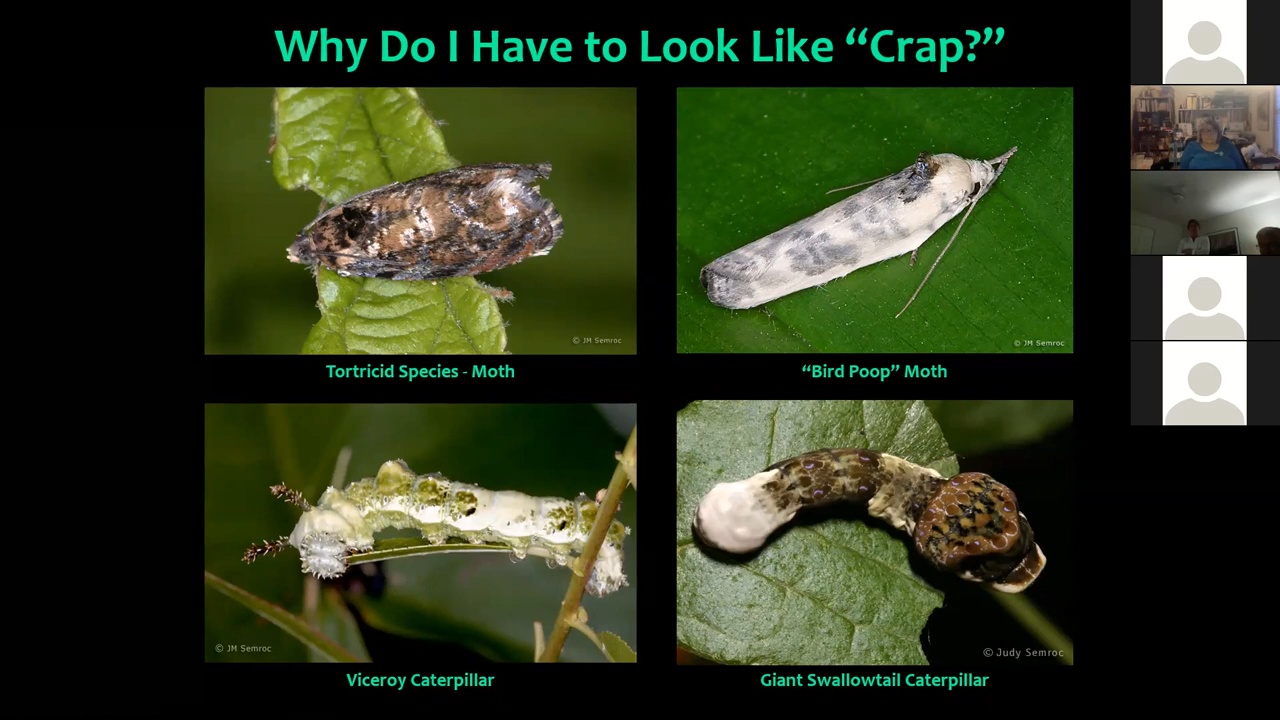 Why Do I Have to Look Like “Crap?”
© JM Semroc
© JM Semroc
Tortricid Species - Moth
“Bird Poop” Moth
© JM Semroc
© Judy Semroc
Viceroy Caterpillar
Giant Swallowtail Caterpillar